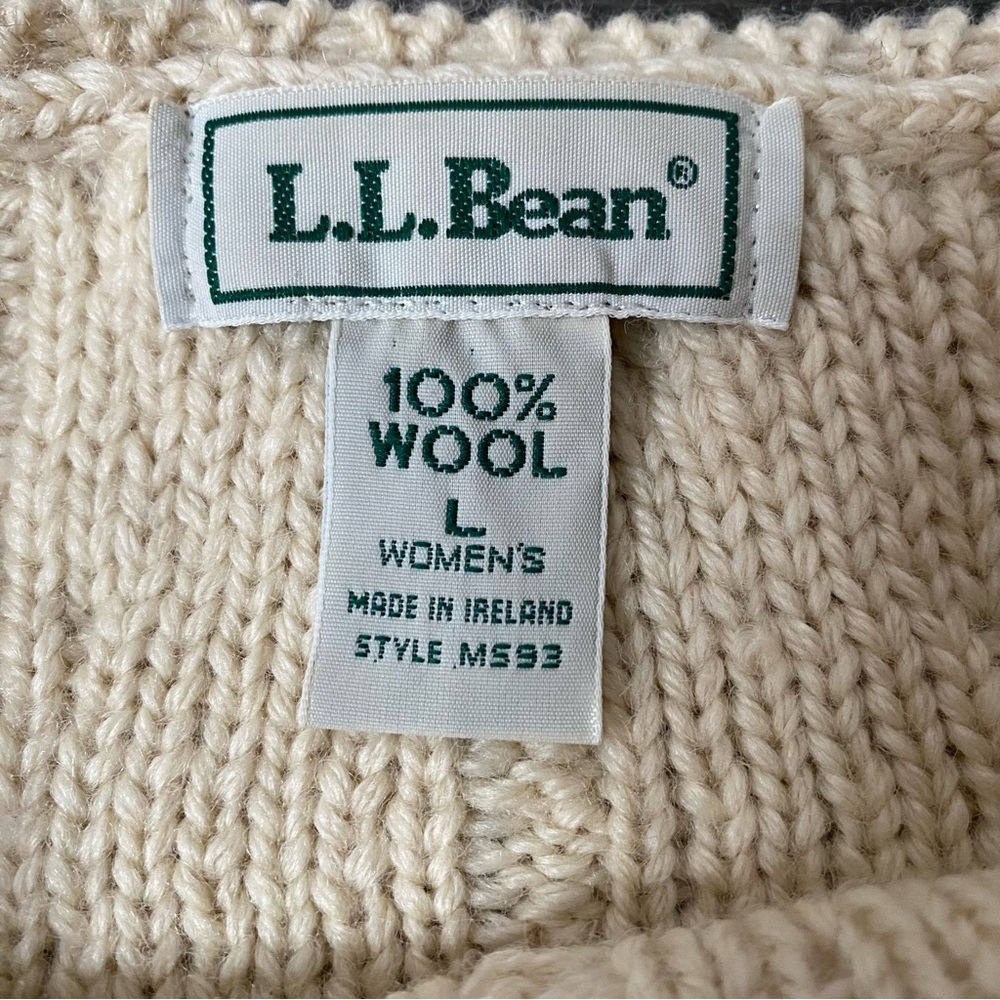 L.L.Bean®
100%
WOOL
L
WOMEN'S
MADE IN IRELAND
STYLE MS93